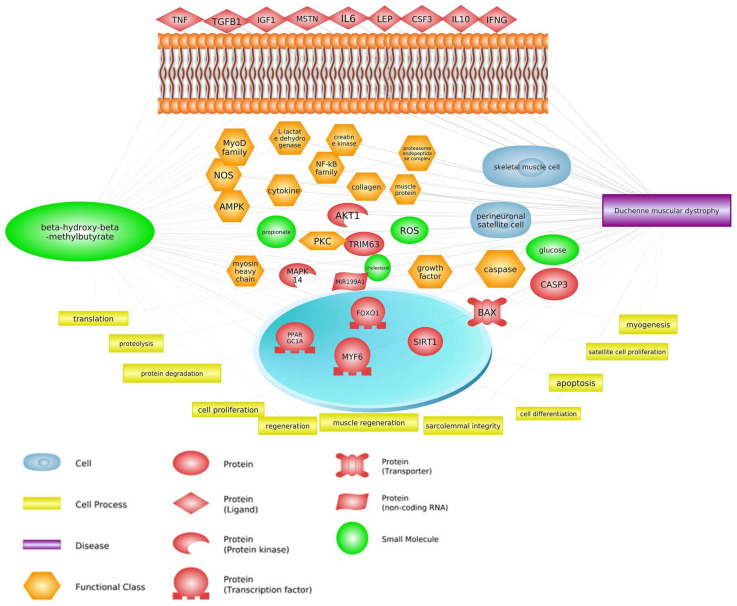 TNF
TGFB1
IGF1
MSTN
IL6
LEP
CSF3
IL10
IFNG
MyoD
family
L-lactat
e dehydro
genase
creatin
e kinase
proteasome
endopeptida
se complex
NOS
NF-kB
family
skeletal muscle cell
cytokine
collagen
muscle
protein
AMPK
beta-hydroxy-beta
-methylbutyrate
AKT1
Duchenne muscular dystrophy
propionate
PKC
TRIM63
ROS
perineuronal
satellite cell
glucose
myosin
heavy
chain
MAPK
14
cholesterol
MIR199A1
growth
factor
caspase
CASP3
translation
FOXO1
BAX
myogenesis
proteolysis
PPAR
GC1A
MYF6
SIRT1
satellite cell proliferation
protein degradation
apoptosis
cell proliferation
regeneration
muscle regeneration
sarcolemmal integrity
cell differentiation
Cell
Protein
Protein
(Transporter)
Cell Process
Protein
(Ligand)
Protein
(non-coding RNA)
Disease
Protein
(Protein kinase)
Small Molecule
Functional Class
Protein
(Transcription factor)